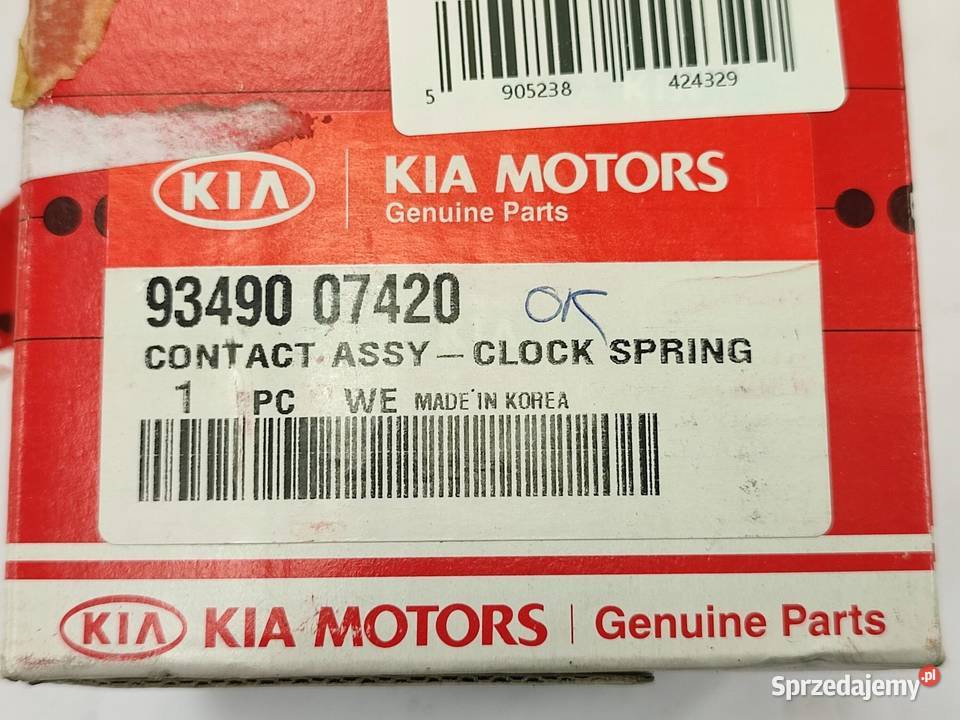 5 905238 424329
KIA KIA MOTORS
Genuine Parts
93490 07420 OK
CONTACT ASSY-CLOCK SPRING
1 PC WE MADE IN KOREA
KIA KIA MOTORS Genuine Parts
Sprzedajemy.pl